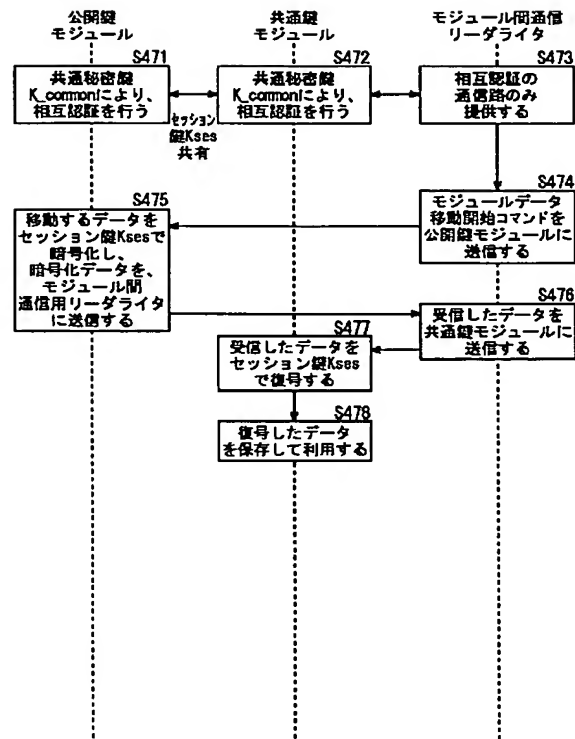 公開鍵
モジュール
共通鍵
モジュール
モジュール間通信
リーダライタ
S471
共通秘密鍵
K_commonにより、
相互認証を行う
S472
共通秘密鍵
K_commonにより、
相互認証を行う
S473
相互認証の
通信路のみ
提供する
セッション
鍵Kses
共有
S474
モジュールデータ
移動開始コマンドを
公開鍵モジュールに
送信する
S475
移動するデータを
セッション鍵Ksesで
暗号化し、
暗号化データを、
モジュール間
通信用リーダライタ
に送信する
S476
受信したデータを
共通鍵モジュールに
送信する
S477
受信したデータを
セッション鍵Kses
で復号する
S478
復号したデータ
を保存して利用する